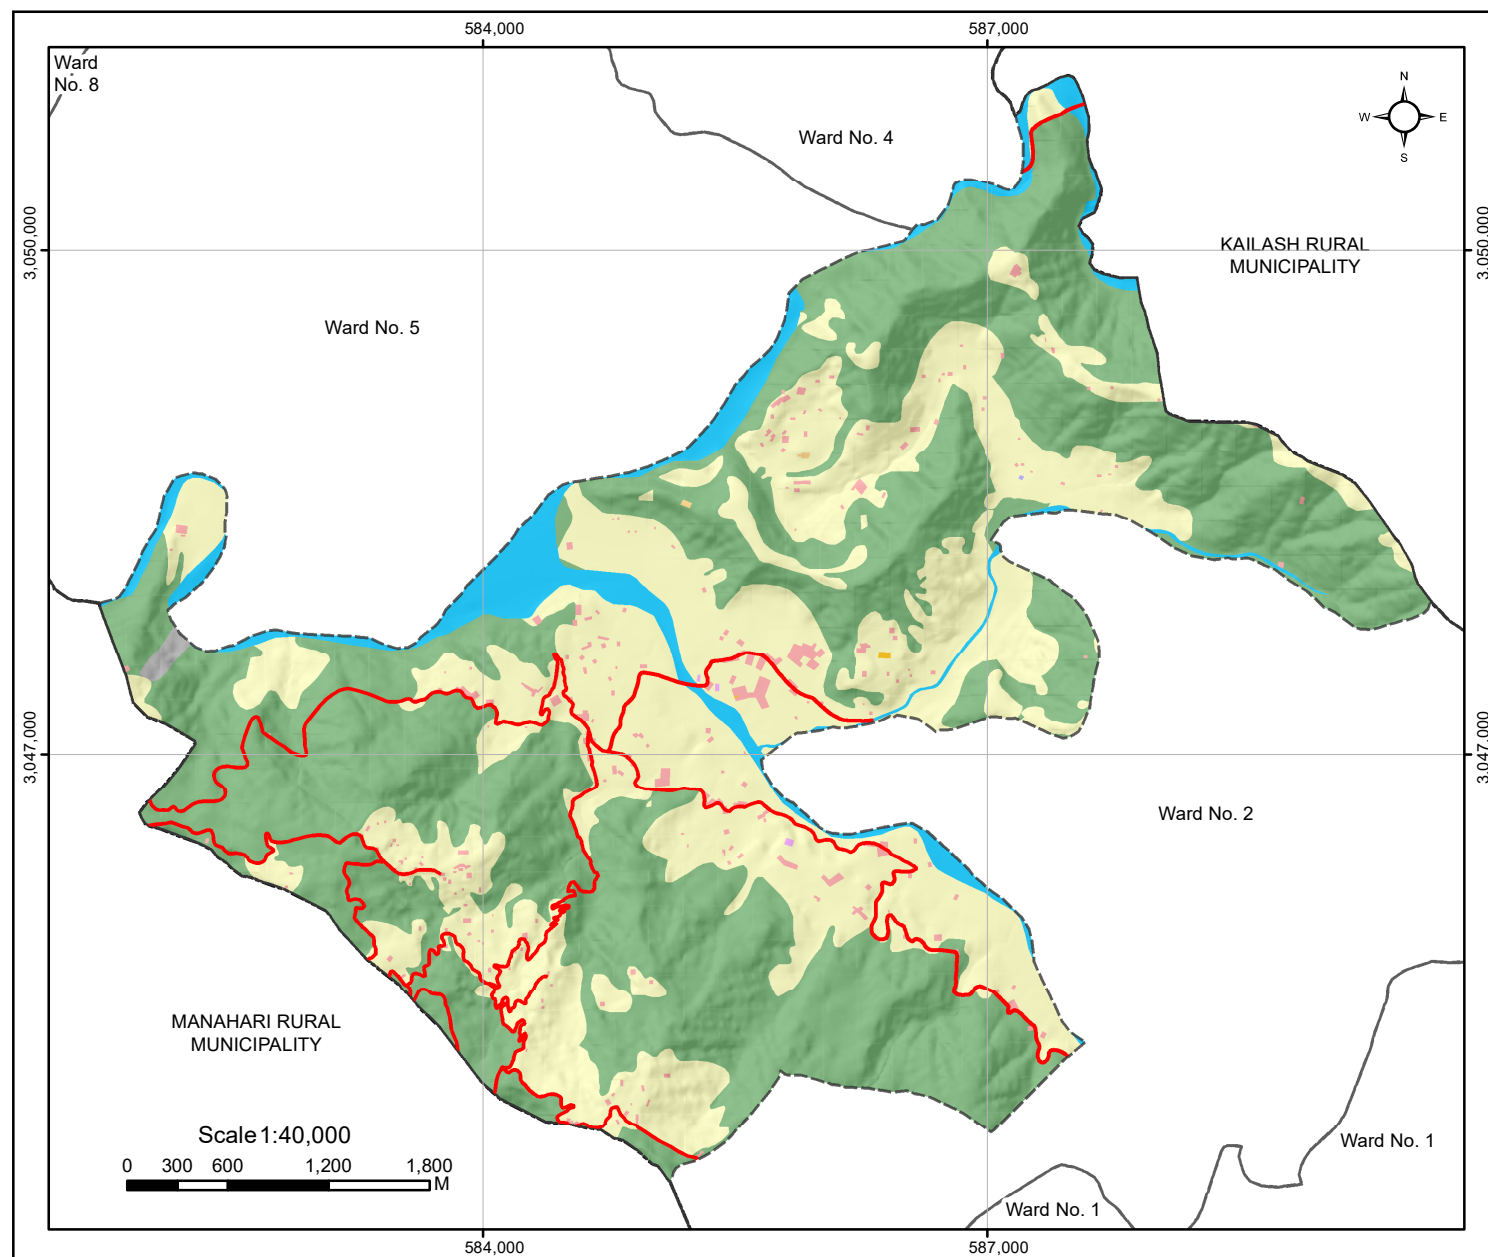 584,000
587,000
Ward
No. 8
Ward No. 4
N
W
E
S
3,050,000
3,050,000
KAILASH RURAL
MUNICIPALITY
Ward No. 5
3,047,000
3,047,000
Ward No. 2
MANAHARI RURAL
MUNICIPALITY
Scale 1:40,000
0 300 600 1,200 1,800
M
Ward No. 1
Ward No. 1
584,000
587,000